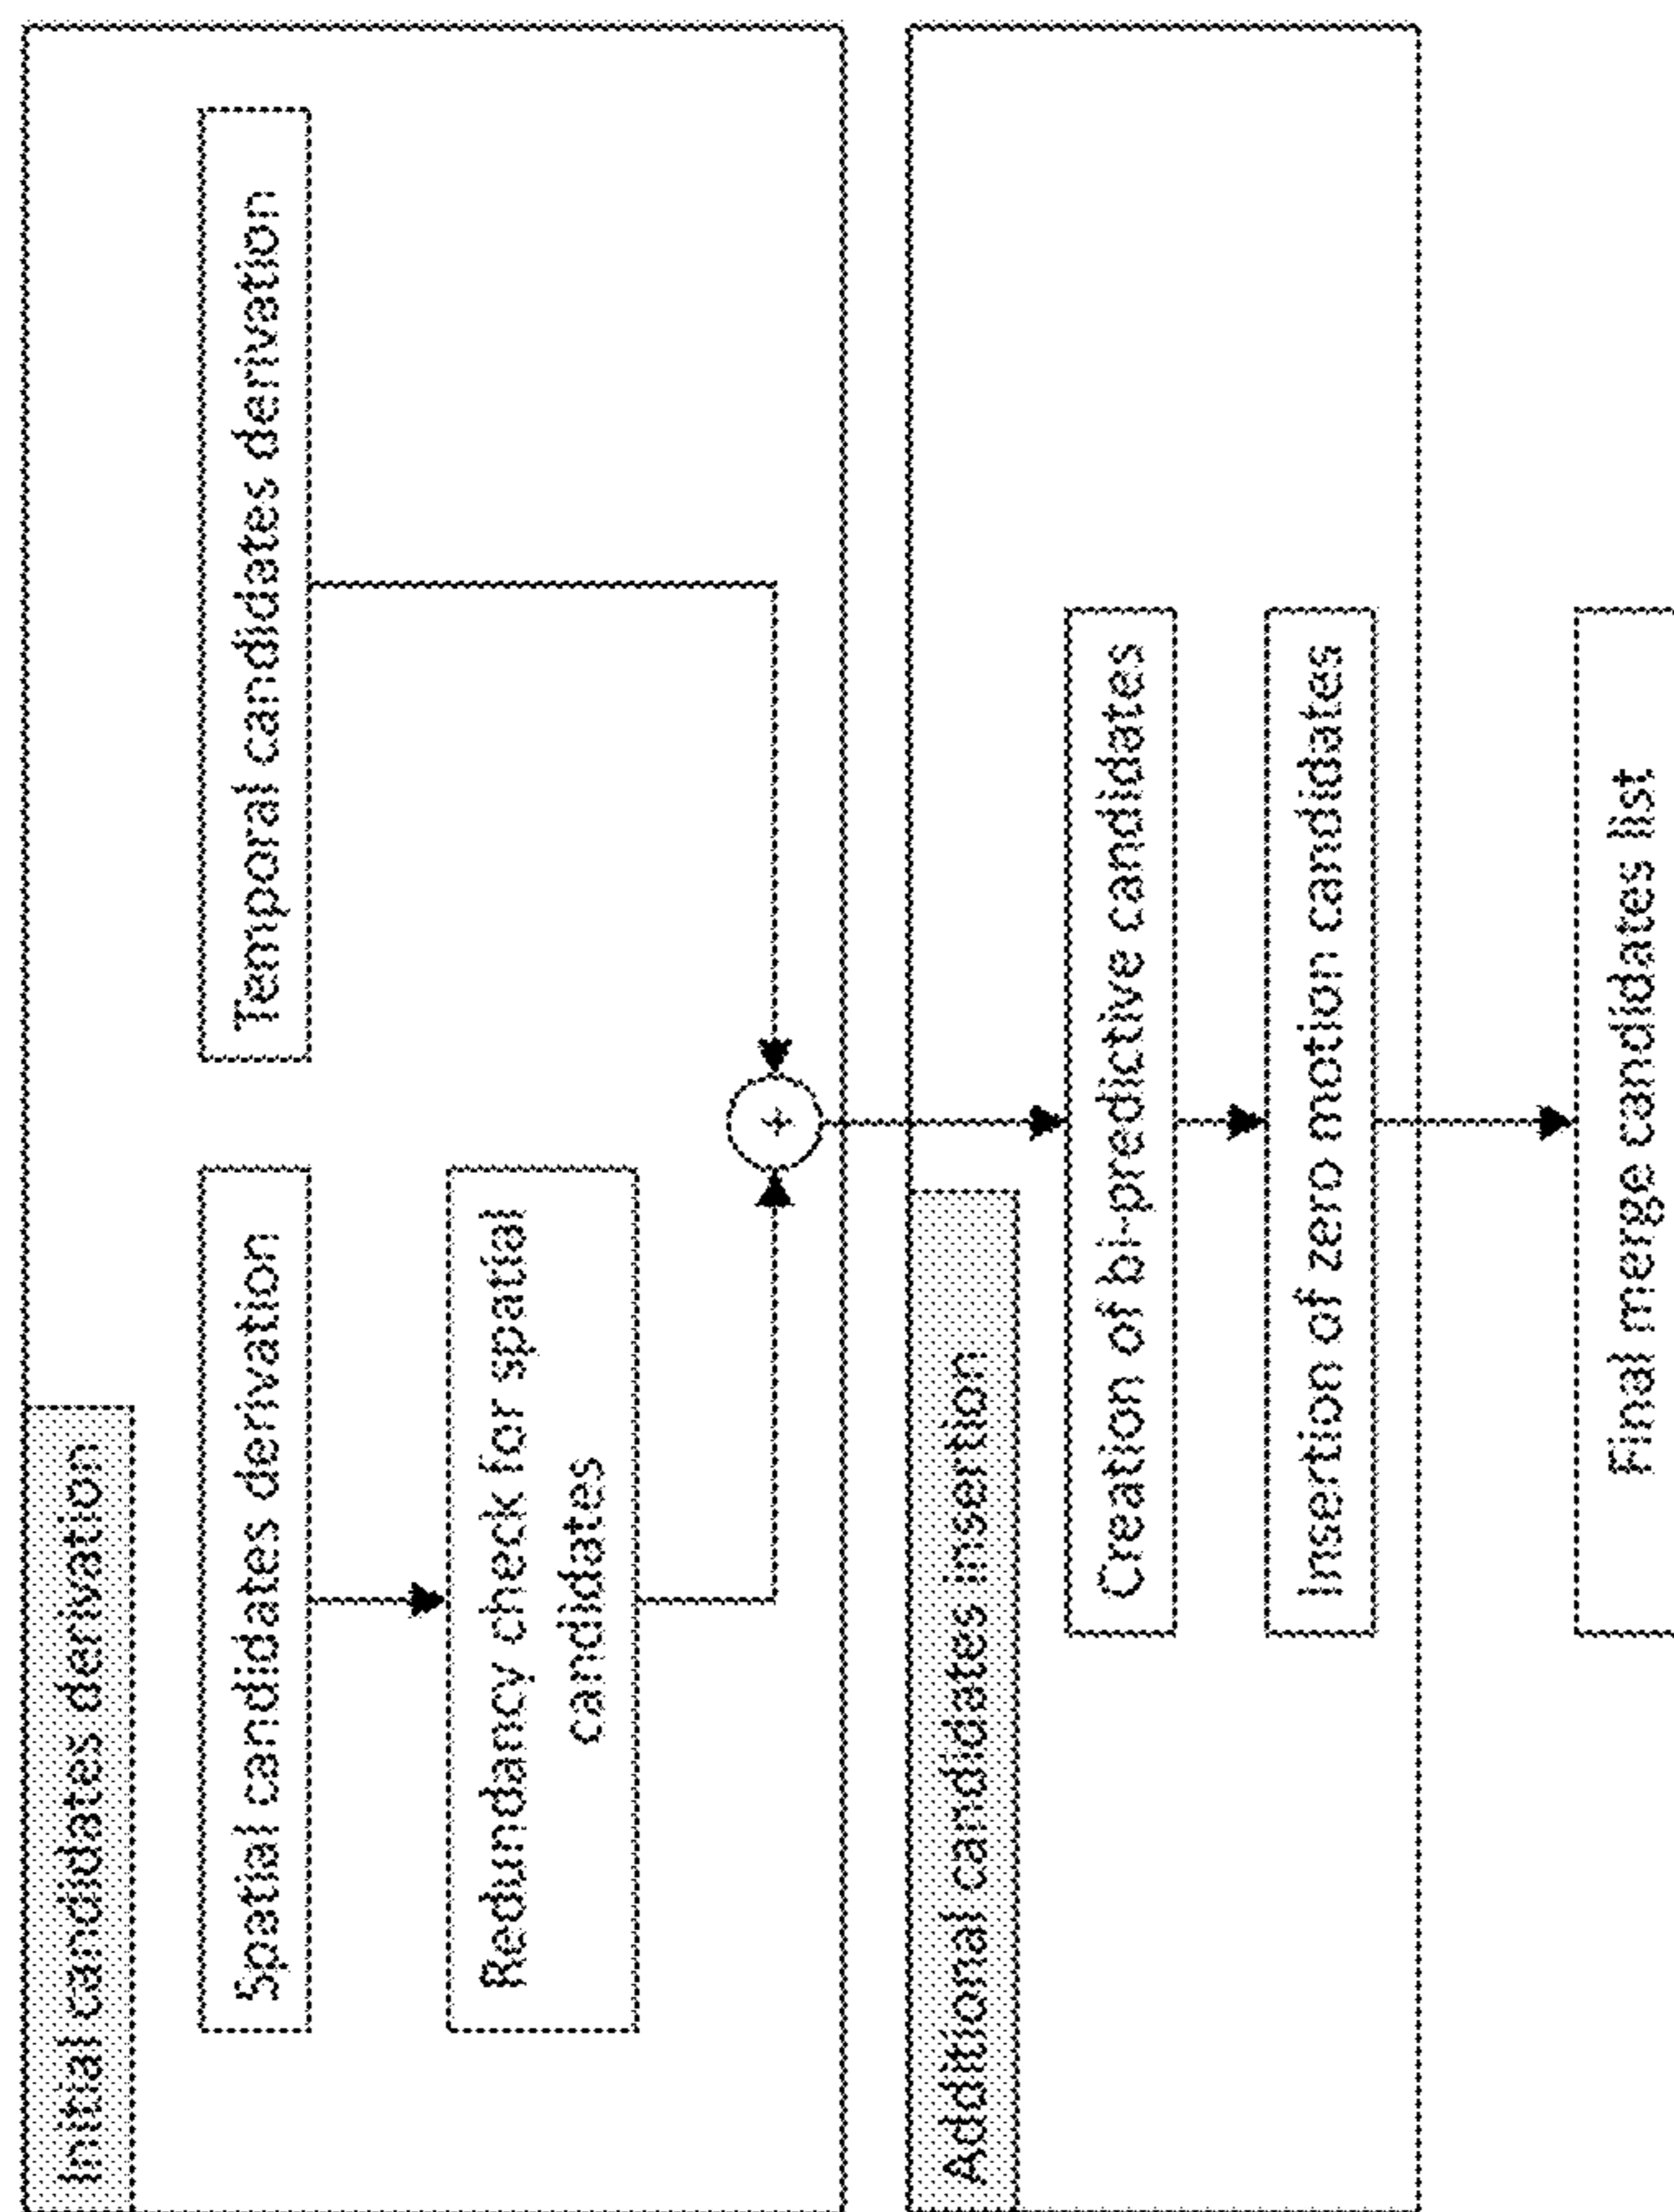 Initial candidates derivation
Spatial candidates derivation
Temporal candidates derivation
Redundancy check for spatial
candidates
+
Additional candidates insertion
Creation of bi-predictive candidates
Insertion of zero motion candidates
Final merge candidates list